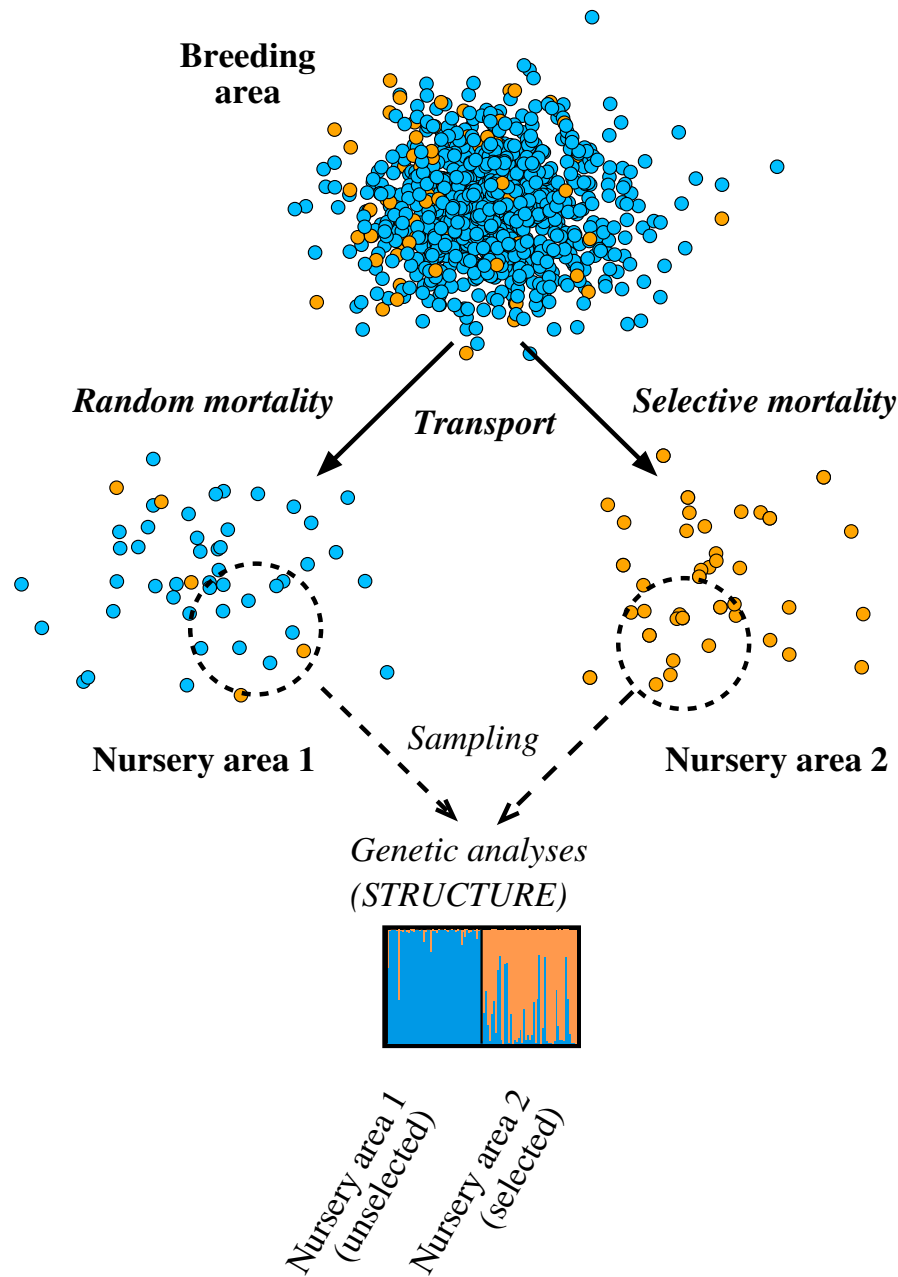 Breeding
area
Random mortality
Transport
Selective mortality
Sampling
Nursery area 1
Nursery area 2
Genetic analyses
(STRUCTURE)
Nursery area 1
(unselected)
Nursery area 2
(selected)